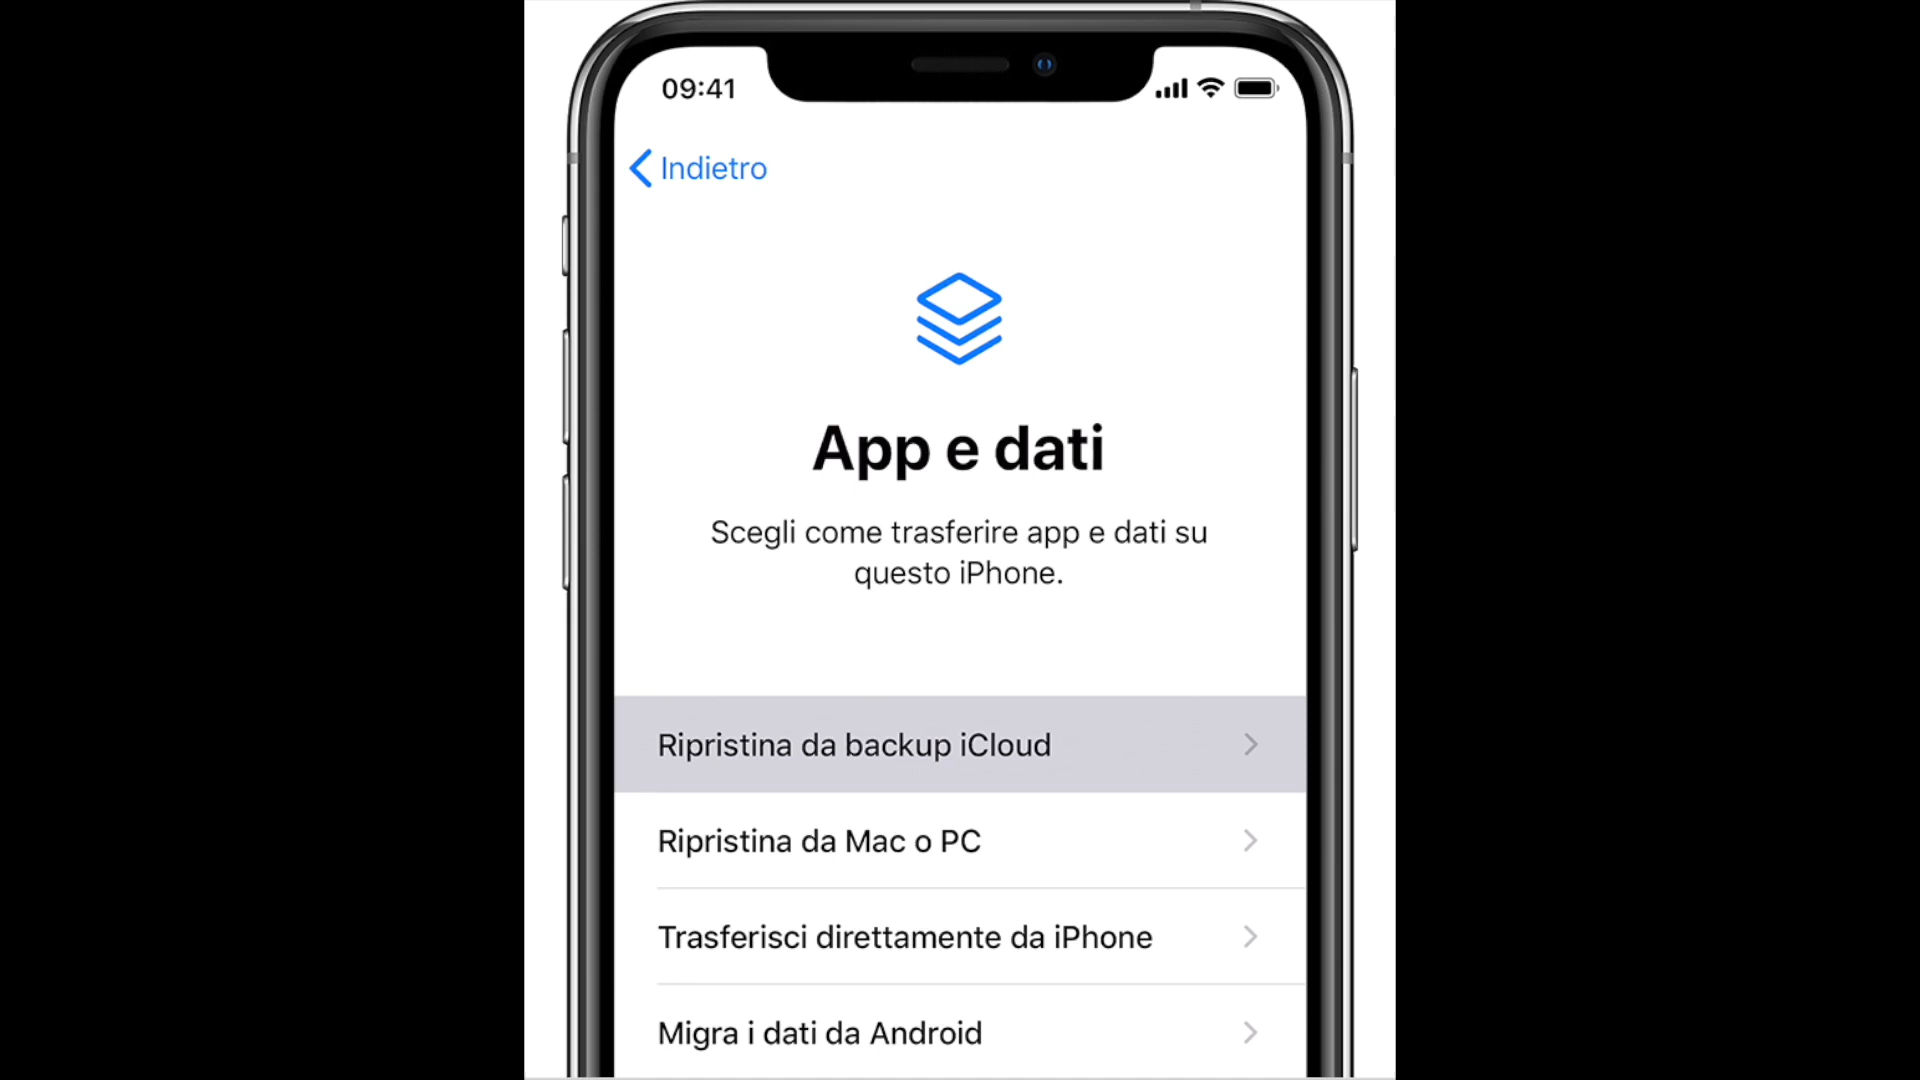 09:41
Indietro
App e dati
Scegli come trasferire app e dati su
questo iPhone.
Ripristina da backup iCloud
Ripristina da Mac o PC
Trasferisci direttamente da iPhone
Migra i dati da Android